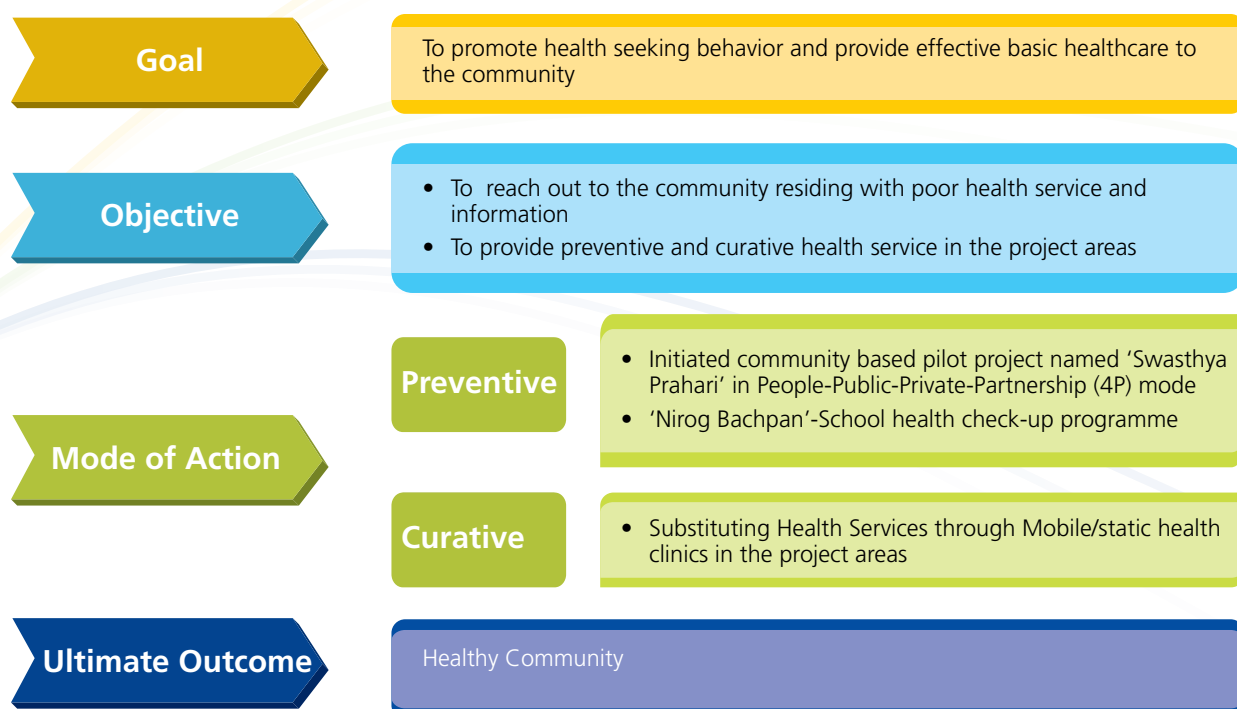 Goal
To promote health seeking behavior and provide effective basic healthcare to
the community
Objective
• To reach out to the community residing with poor health service and
information
• To provide preventive and curative health service in the project areas
Mode of Action
Preventive
• Initiated community based pilot project named ‘Swasthya
Prahari’ in People-Public-Private-Partnership (4P) mode
• ‘Nirog Bachpan’-School health check-up programme
Curative
• Substituting Health Services through Mobile/static health
clinics in the project areas
Ultimate Outcome
Healthy Community